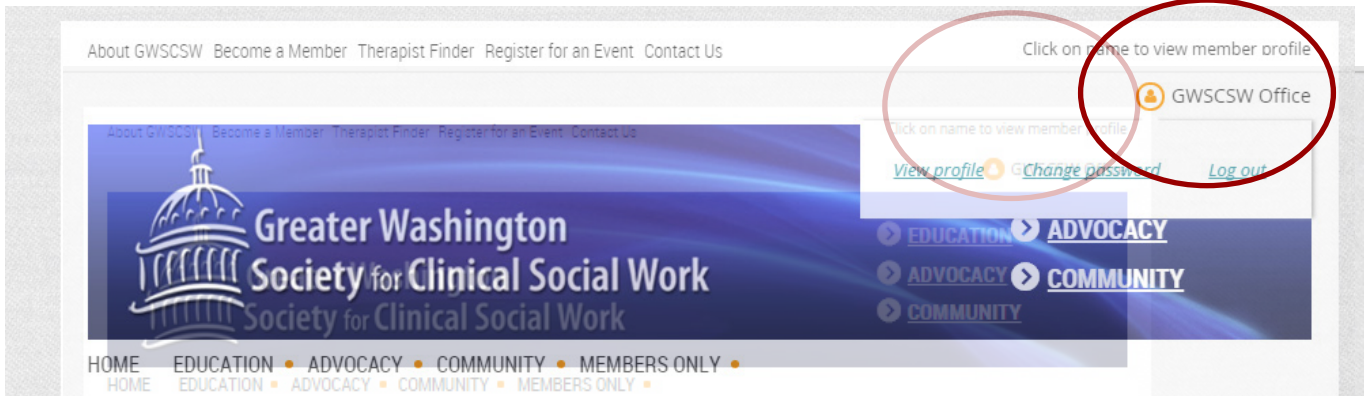 About GWSCSW Become a Member Therapist Finder Register for an Event Contact Us
Click on name to view member profile
GWSCSW Office
About GWSCSW Become a Member Therapist Finder Register for an Event Contact Us
Click on name to view member profile
View profile Change password Log out
GWSCSW Office
Greater Washington
Society for Clinical Social Work
Society for Clinical Social Work
EDUCATION
ADVOCACY
COMMUNITY
ADVOCACY
COMMUNITY
HOME EDUCATION ADVOCACY COMMUNITY MEMBERS ONLY
HOME EDUCATION ADVOCACY COMMUNITY MEMBERS ONLY